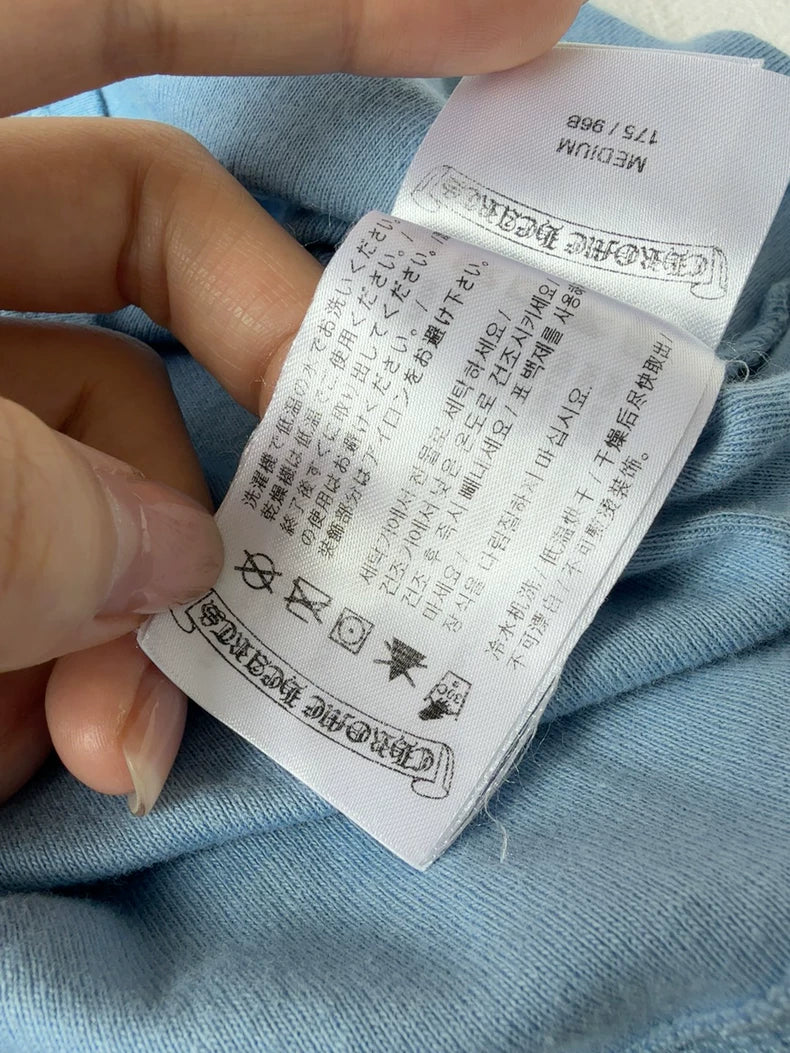 MEDIUM
175 / 96B
CHROME HEARTS
洗濯機で低温の水でお洗いください。
乾燥機は低温でご使用ください。/
終了後すぐに取り出してください。
の使用はお避けください。/
装飾部分はアイロンをお避け下さい。
세탁기에서 찬물로 세탁하세요/
건조기에서 낮은 온도로 건조시키세요/
건조 후 즉시 빼내세요/ 표백제를 사용하
마세요/
장식을 다림질하지 마십시오.
冷水机洗/ 低温烘干/ 干燥后尽快取出/
不可漂白/ 不可熨烫装饰。
30C
CHROME HEARTS